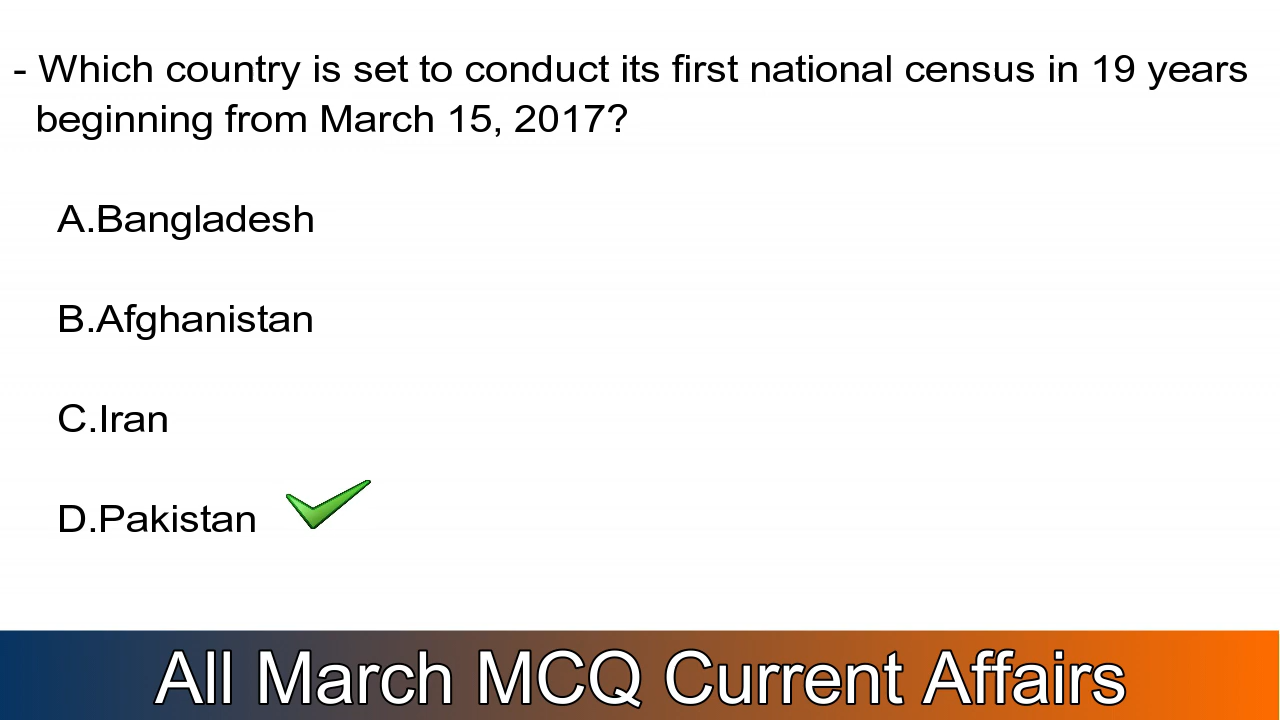 - Which country is set to conduct its first national census in 19 years
beginning from March 15, 2017?
A.Bangladesh
B.Afghanistan
C.Iran
D.Pakistan
All March MCQ Current Affairs